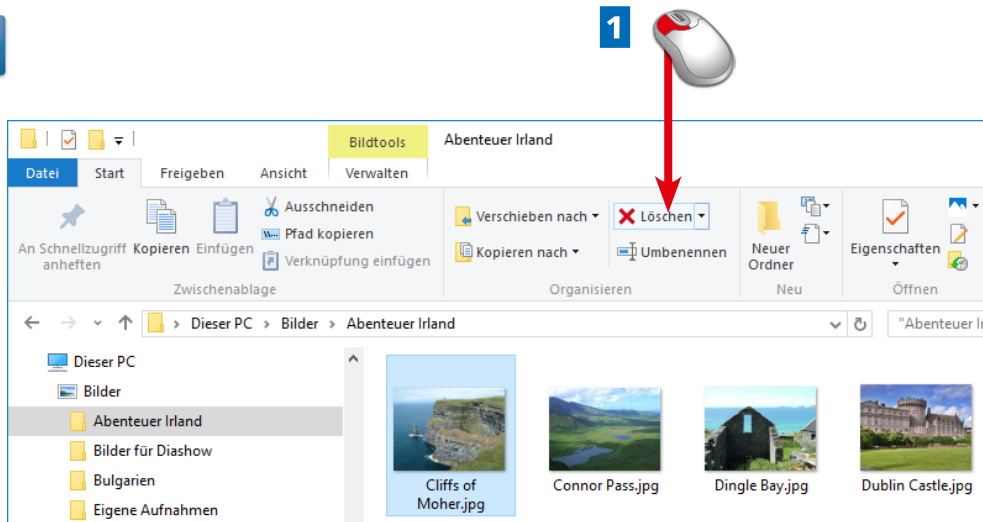 1
Bildtools
Abenteuer Irland
Datei
Start
Freigeben
Ansicht
Verwalten
An Schnellzugriff
anheften
Kopieren
Einfügen
Ausschneiden
Pfad kopieren
Verknüpfung einfügen
Zwischenablage
Verschieben nach
Kopieren nach
Löschen
Umbenennen
Organisieren
Neuer
Ordner
Neu
Eigenschaften
Öffnen
Dieser PC > Bilder > Abenteuer Irland
"Abenteuer I
Dieser PC
Bilder
Abenteuer Irland
Bilder für Diashow
Bulgarien
Eigene Aufnahmen
Cliffs of
Moher.jpg
Connor Pass.jpg
Dingle Bay.jpg
Dublin Castle.jpg